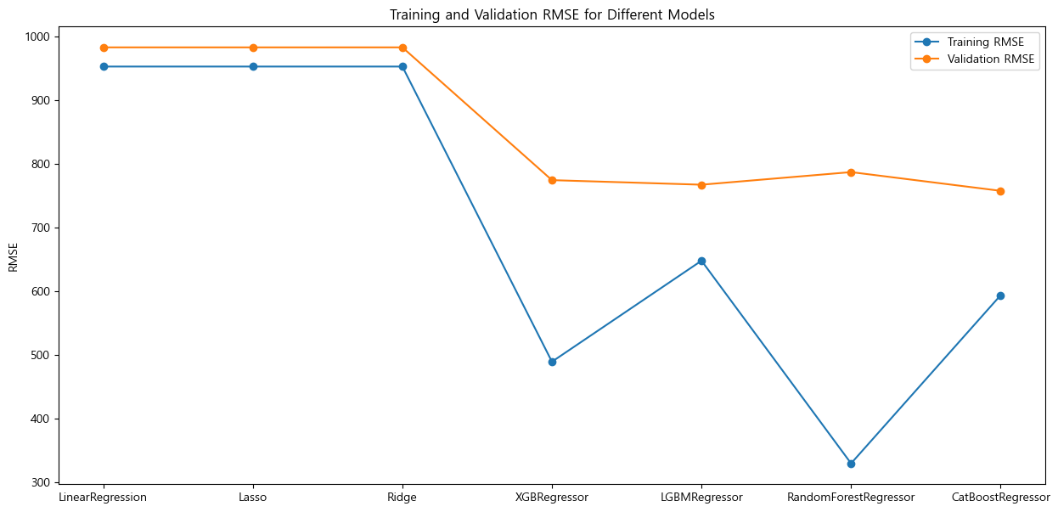 Training and Validation RMSE for Different Models
Training RMSE
Validation RMSE
1000
900
800
700
600
500
400
300
RMSE
LinearRegression
Lasso
Ridge
XGBRegressor
LGBMRegressor
RandomForestRegressor
CatBoostRegressor